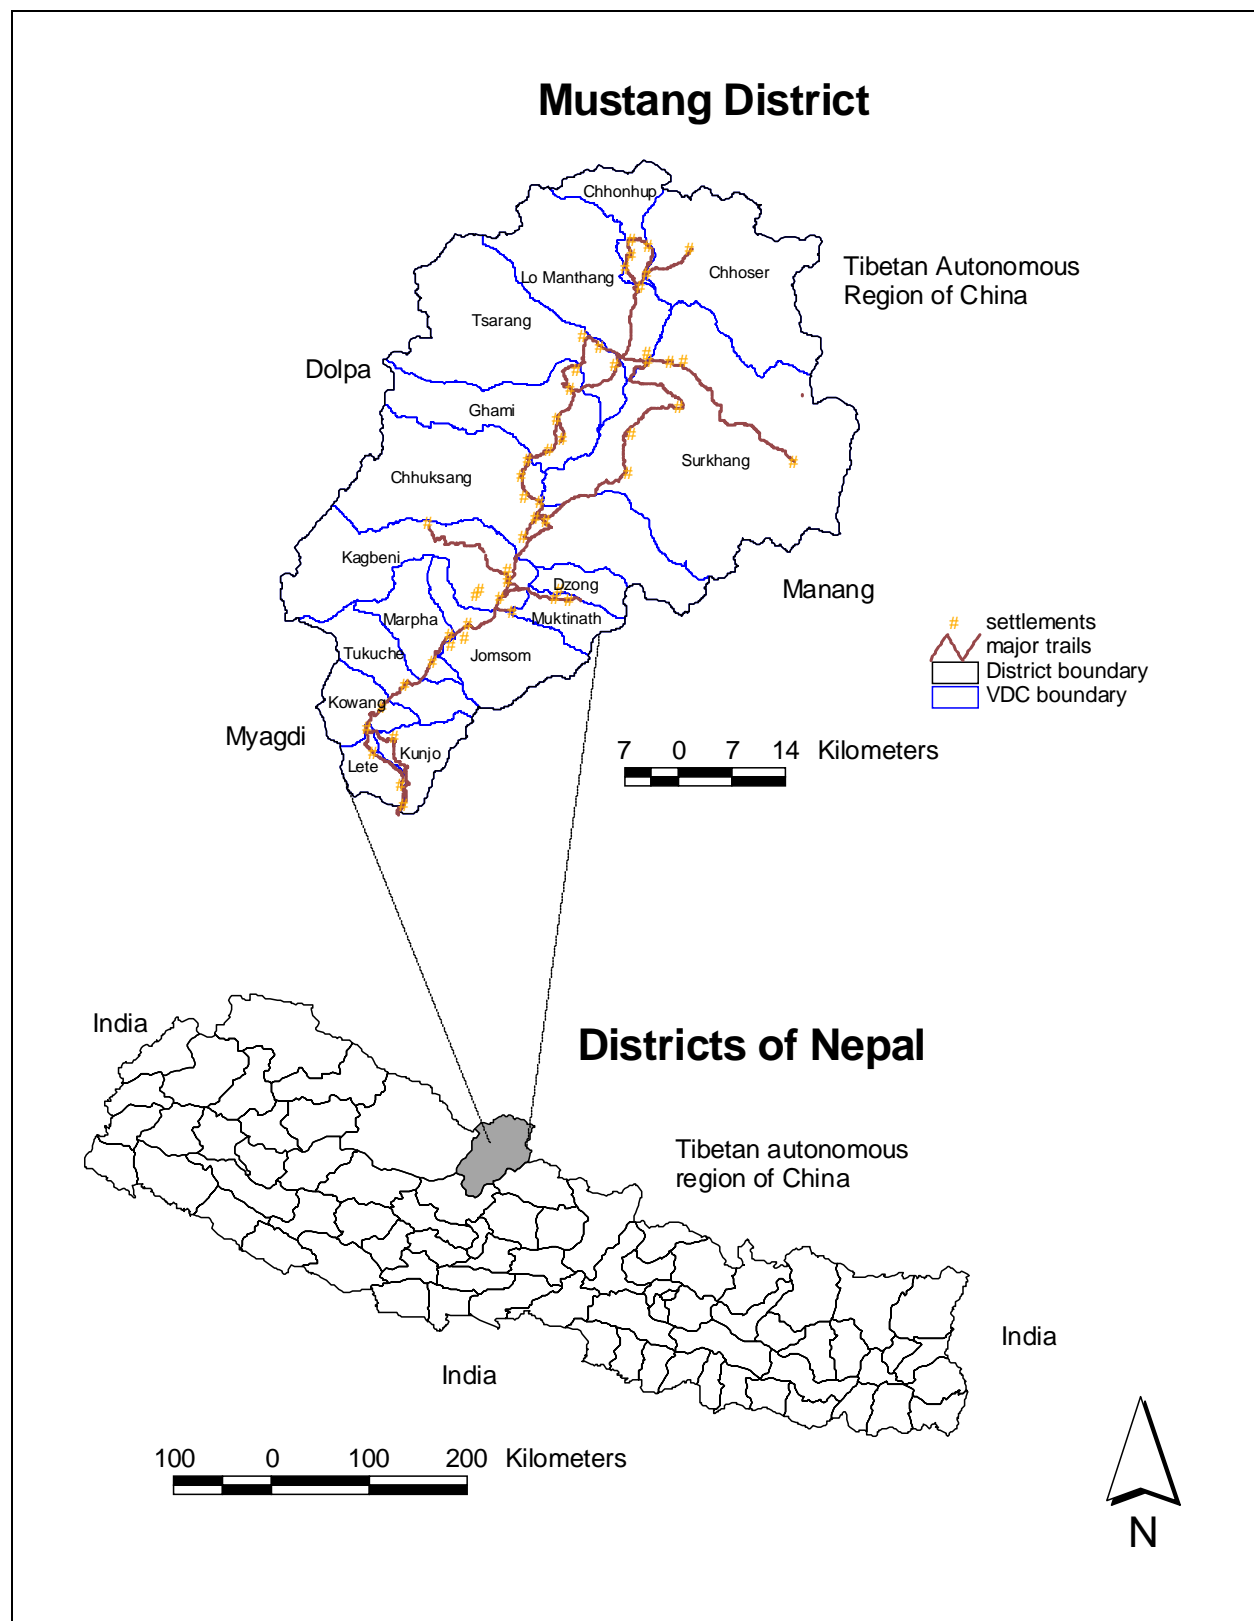 Mustang District
Chhonhup
Lo Manthang
Chhoser
Tibetan Autonomous
Region of China
Tsarang
Dolpa
Ghami
Surkhang
Chhuksang
Kagbeni
Dzong
Manang
Marpha
Muktinath
Tukuche
Jomsom
Kowang
Myagdi
Kunjo
Lete
# settlements
major trails
District boundary
VDC boundary
7 0 7 14 Kilometers
India
Districts of Nepal
Tibetan autonomous
region of China
India
India
100 0 100 200 Kilometers
N